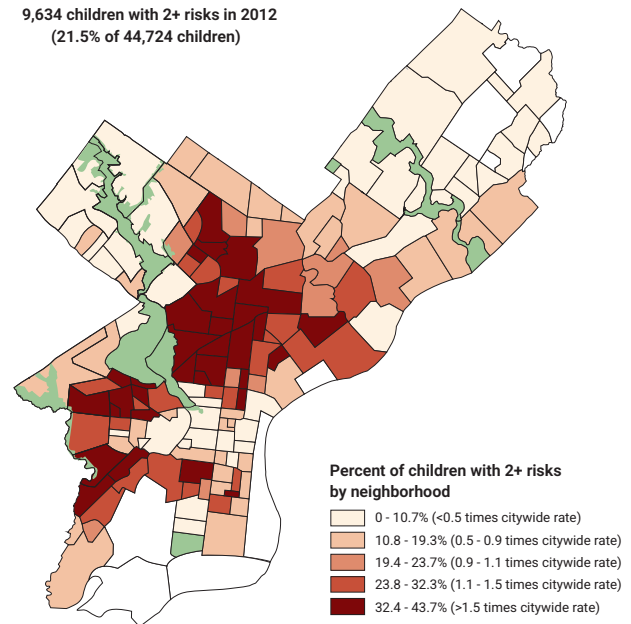 9,634 children with 2+ risks in 2012
(21.5% of 44,724 children)
Percent of children with 2+ risks
by neighborhood
0 - 10.7% (<0.5 times citywide rate)
10.8 - 19.3% (0.5 - 0.9 times citywide rate)
19.4 - 23.7% (0.9 - 1.1 times citywide rate)
23.8 - 32.3% (1.1 - 1.5 times citywide rate)
32.4 - 43.7% (>1.5 times citywide rate)